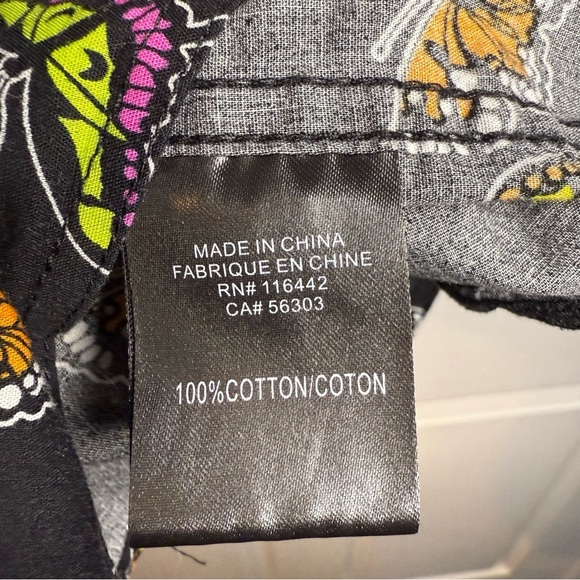 MADE IN CHINA
FABRIQUE EN CHINE
RN# 116442
CA# 56303
100%COTTON/COTON